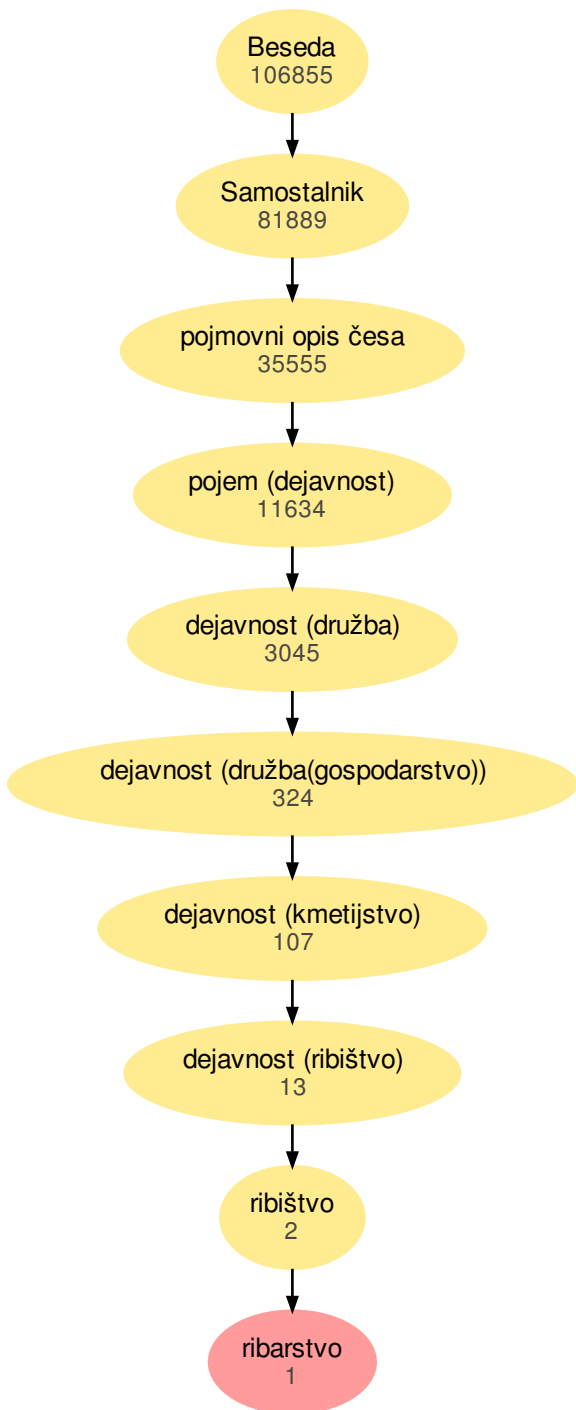 Beseda
106855
Samostalnik
81889
pojmovni opis česa
35555
pojem (dejavnost)
11634
dejavnost (družba)
3045
dejavnost (družba(gospodarstvo))
324
dejavnost (kmetijstvo)
107
dejavnost (ribištvo)
13
ribištvo
2
ribarstvo
1